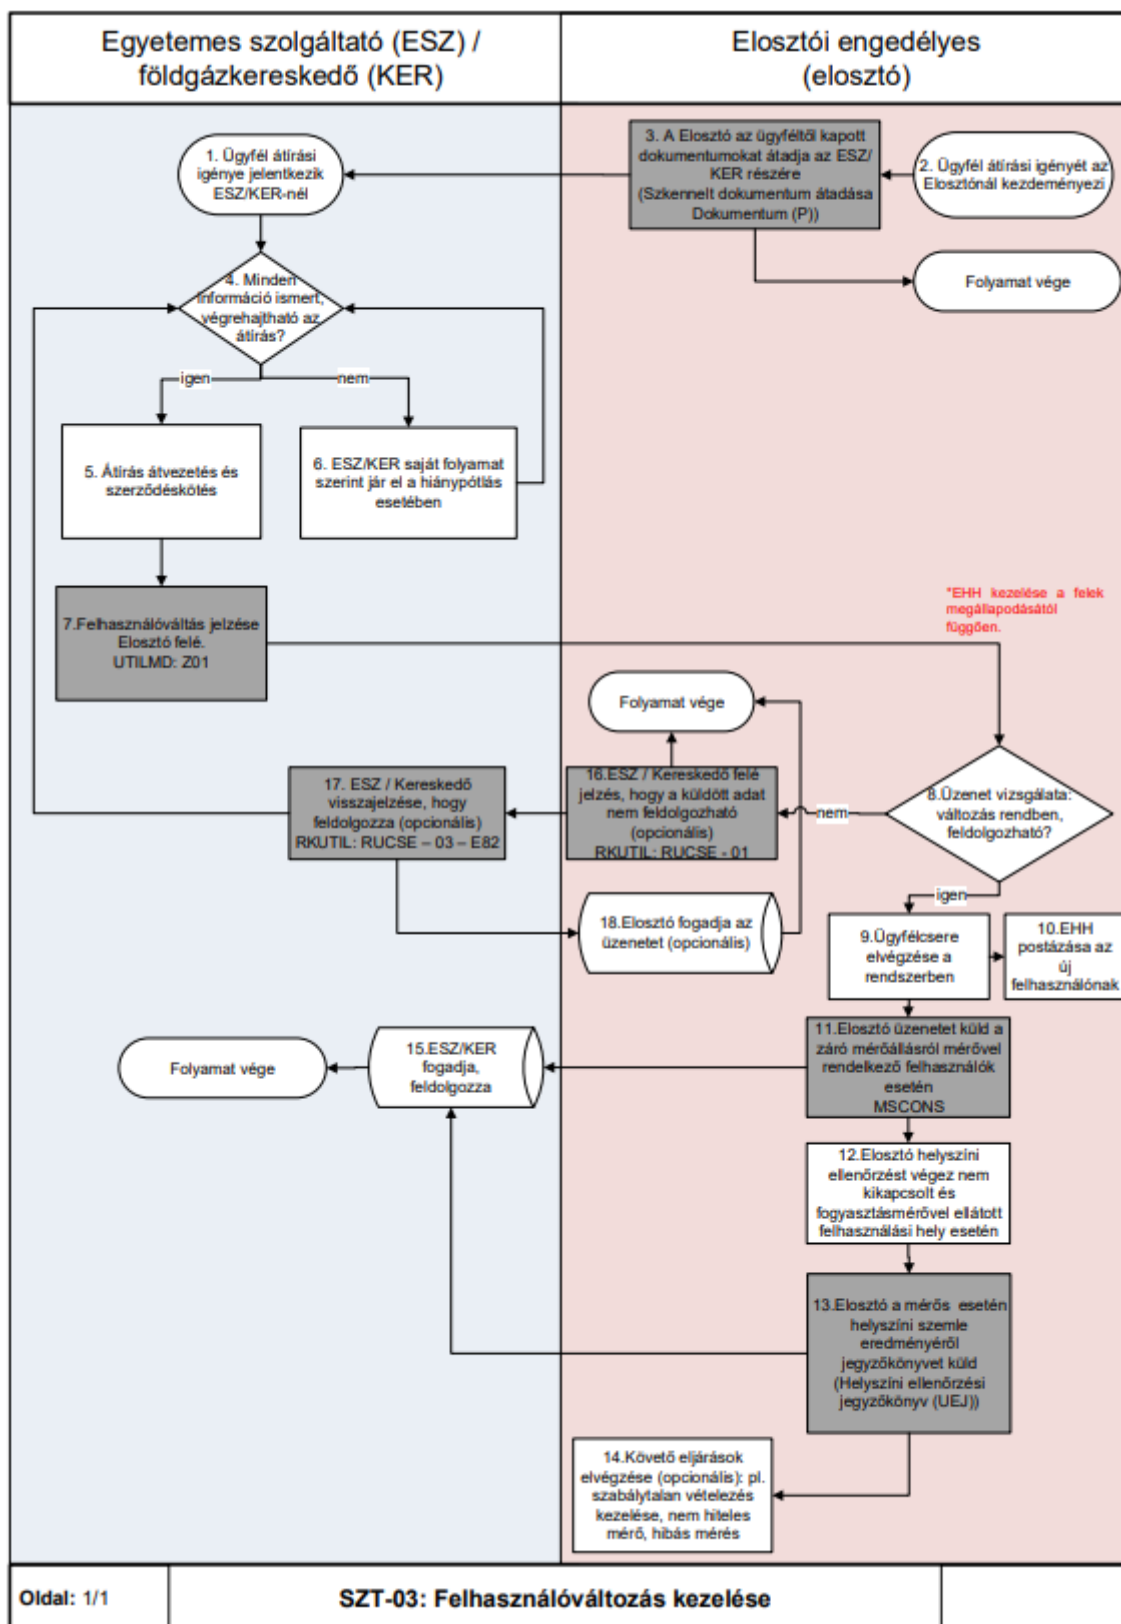 Egyetemes szolgáltató (ESZ) /
földgázkereskedő (KER)
Elosztói engedélyes
(elosztó)
1. Ügyfél átírási
igénye jelentkezik
ESZ/KER-nél
3. A Elosztó az ügyféltől kapott
dokumentumokat átadja az ESZ/
KER részére
(Szkennelt dokumentum átadása
Dokumentum (P))
2. Ügyfél átírási igényét az
Elosztónál kezdeményezi
Folyamat vége
4. Minden
információ ismert,
végrehajtható az
átírás?
igen
nem
5. Átírás átvezetés és
szerződéskötés
6. ESZ/KER saját folyamat
szerint jár el a hiánypótlás
esetében
7.Felhasználóváltás jelzése
Elosztó felé.
UTILMD: Z01
*EHH kezelése a felek
megállapodásától
függően.
Folyamat vége
17. ESZ / Kereskedő
visszajelzése, hogy
feldolgozza (opcionális)
RKUTIL: RUCSE – 03 – E82
16.ESZ / Kereskedő felé
jelzés, hogy a küldött adat
nem feldolgozható
(opcionális)
RKUTIL: RUCSE - 01
nem
8.Üzenet vizsgálata:
változás rendben,
feldolgozható?
igen
18.Elosztó fogadja az
üzenetet (opcionális)
9.Ügyfélcsere
elvégzése a
rendszerben
10.EHH
postázása az
új
felhasználónak
11.Elosztó üzenetet küld a
záró mérőállásról mérővel
rendelkező felhasználók
esetén
MSCONS
15.ESZ/KER
fogadja,
feldolgozza
Folyamat vége
12.Elosztó helyszíni
ellenőrzést végez nem
kikapcsolt és
fogyasztásmérővel ellátott
felhasználási hely esetén
13.Elosztó a mérős esetén
helyszíni szemle
eredményéről
jegyzőkönyvet küld
(Helyszíni ellenőrzési
jegyzőkönyv (UEJ))
14.Követő eljárások
elvégzése (opcionális): pl.
szabálytalan vételezés
kezelése, nem hiteles
mérő, hibás mérés
Oldal: 1/1
SZT-03: Felhasználóváltozás kezelése